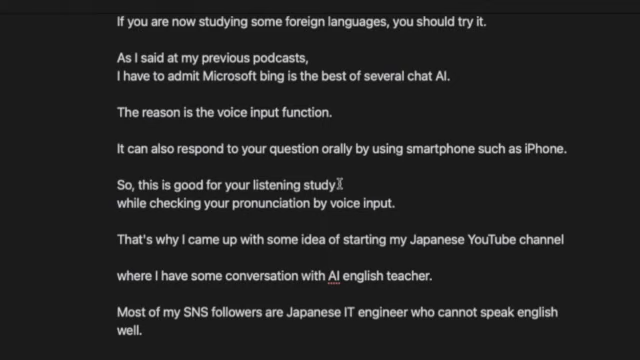 If you are now studying some foreign languages, you should try it.
As I said at my previous podcasts,
I have to admit Microsoft bing is the best of several chat AI.
The reason is the voice input function.
It can also respond to your question orally by using smartphone such as iPhone.
So, this is good for your listening study
while checking your pronunciation by voice input.
That's why I came up with some idea of starting my Japanese YouTube channel
where I have some conversation with AI english teacher.
Most of my SNS followers are Japanese IT engineer who cannot speak english
well.